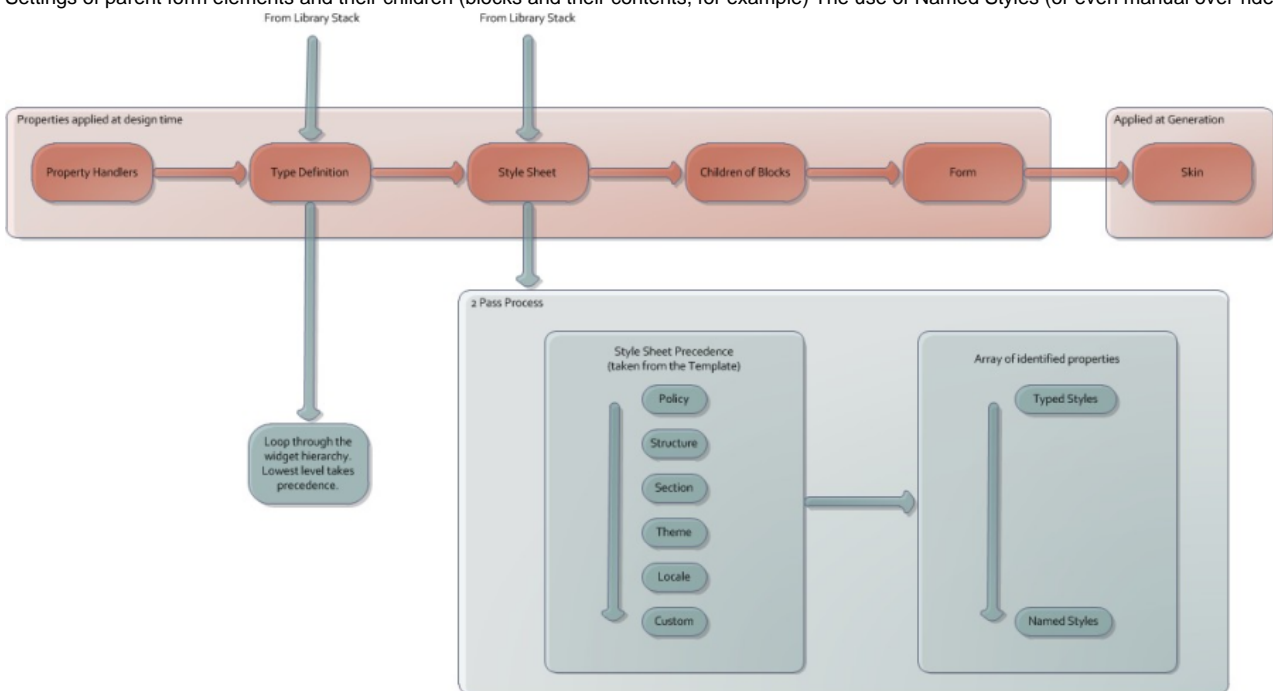 Settings of parent form elements and their children (blocks and their contents, for example) The use of Named Styles (or even manual over ride
From Library Stack
From Library Stack
Properties applied at design time
Applied at Generation
Property Handlers
Type Definition
Style Sheet
Children of Blocks
Form
Skin
2 Pass Process
Style Sheet Precedence
(taken from the Template)
Policy
Structure
Section
Theme
Locale
Custom
Array of identified properties
Typed Styles
Named Styles
Loop through the
widget hierarchy.
Lowest level takes
precedence.